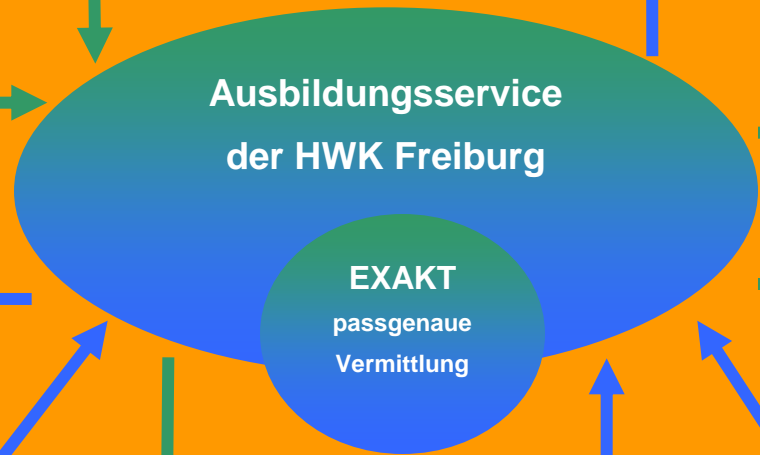 Ausbildungsservice
der HWK Freiburg
EXAKT
passgenaue
Vermittlung